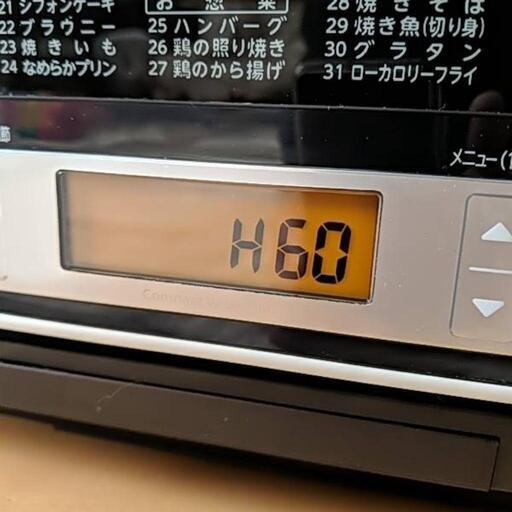 21 シフォンケーキ
22 ブラウニー
23 焼きいも
24 なめらかプリン
お惣菜
25 ハンバーグ
26 鶏の照り焼き
27 鶏のから揚げ
28 焼きそば
29 焼き魚(切り身)
30 グラタン
31 ローカロリーフライ
節
メニュー(1
H60